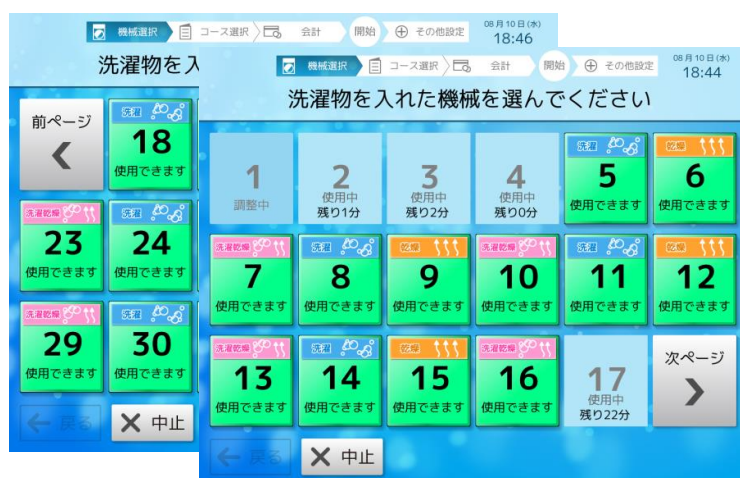 機械選択 コース選択 会計 開始 その他設定 08月10日(水) 18:46
洗濯物を入
前ページ
洗濯 18 使用できます
洗濯乾燥 23 使用できます
洗濯 24 使用できます
洗濯乾燥 29 使用できます
洗濯 30 使用できます
戻る
中止
機械選択 コース選択 会計 開始 その他設定 08月10日(水) 18:44
洗濯物を入れた機械を選んでください
1 調整中
2 使用中 残り1分
3 使用中 残り2分
4 使用中 残り0分
洗濯 5 使用できます
乾燥 6 使用できます
洗濯乾燥 7 使用できます
洗濯 8 使用できます
乾燥 9 使用できます
洗濯乾燥 10 使用できます
洗濯 11 使用できます
乾燥 12 使用できます
洗濯乾燥 13 使用できます
洗濯 14 使用できます
乾燥 15 使用できます
洗濯乾燥 16 使用できます
17 使用中 残り22分
次ページ
戻る
中止